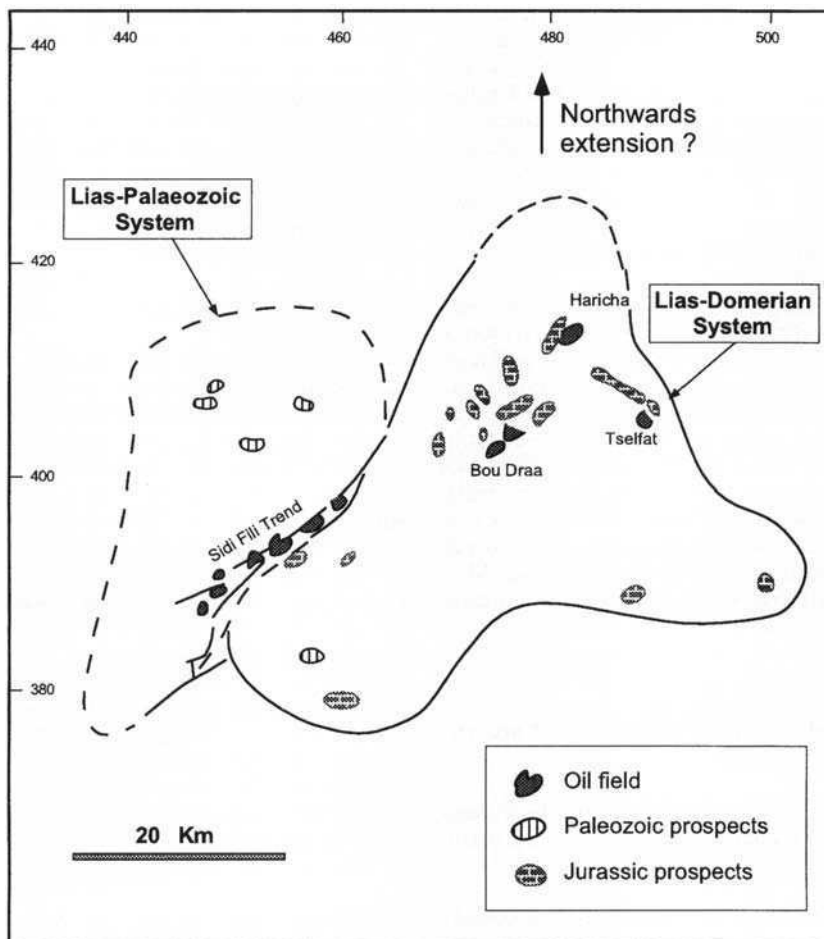 440 460 480 500
440
420
400
380
Northwards
extension ?
Lias-Palaeozoic
System
Haricha
Lias-Domerian
System
Tselfat
Bou Draa
Sidi Fili Trend
Oil field
Paleozoic prospects
Jurassic prospects
20 Km